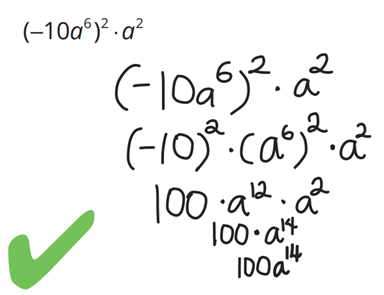 (–10a⁶)² · a²
(-10a⁶)² · a²
(-10)² · (a⁶)² · a²
100 · a¹² · a²
100 · a¹⁴
100a¹⁴